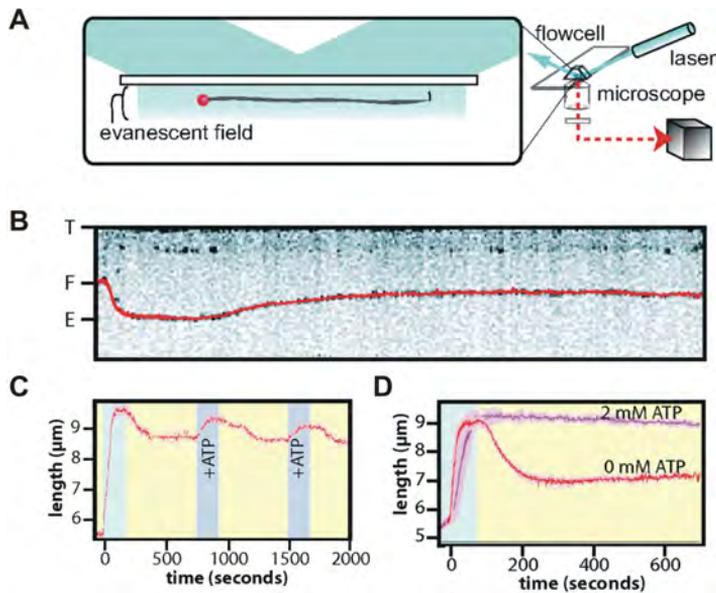 A
flowcell
laser
microscope
evanescent field
B
T
F
E
C
9
8
7
6
length (μm)
+ATP
+ATP
0 500 1000 1500 2000
time (seconds)
D
9
8
7
6
5
length (μm)
2 mM ATP
0 mM ATP
0 200 400 600
time (seconds)